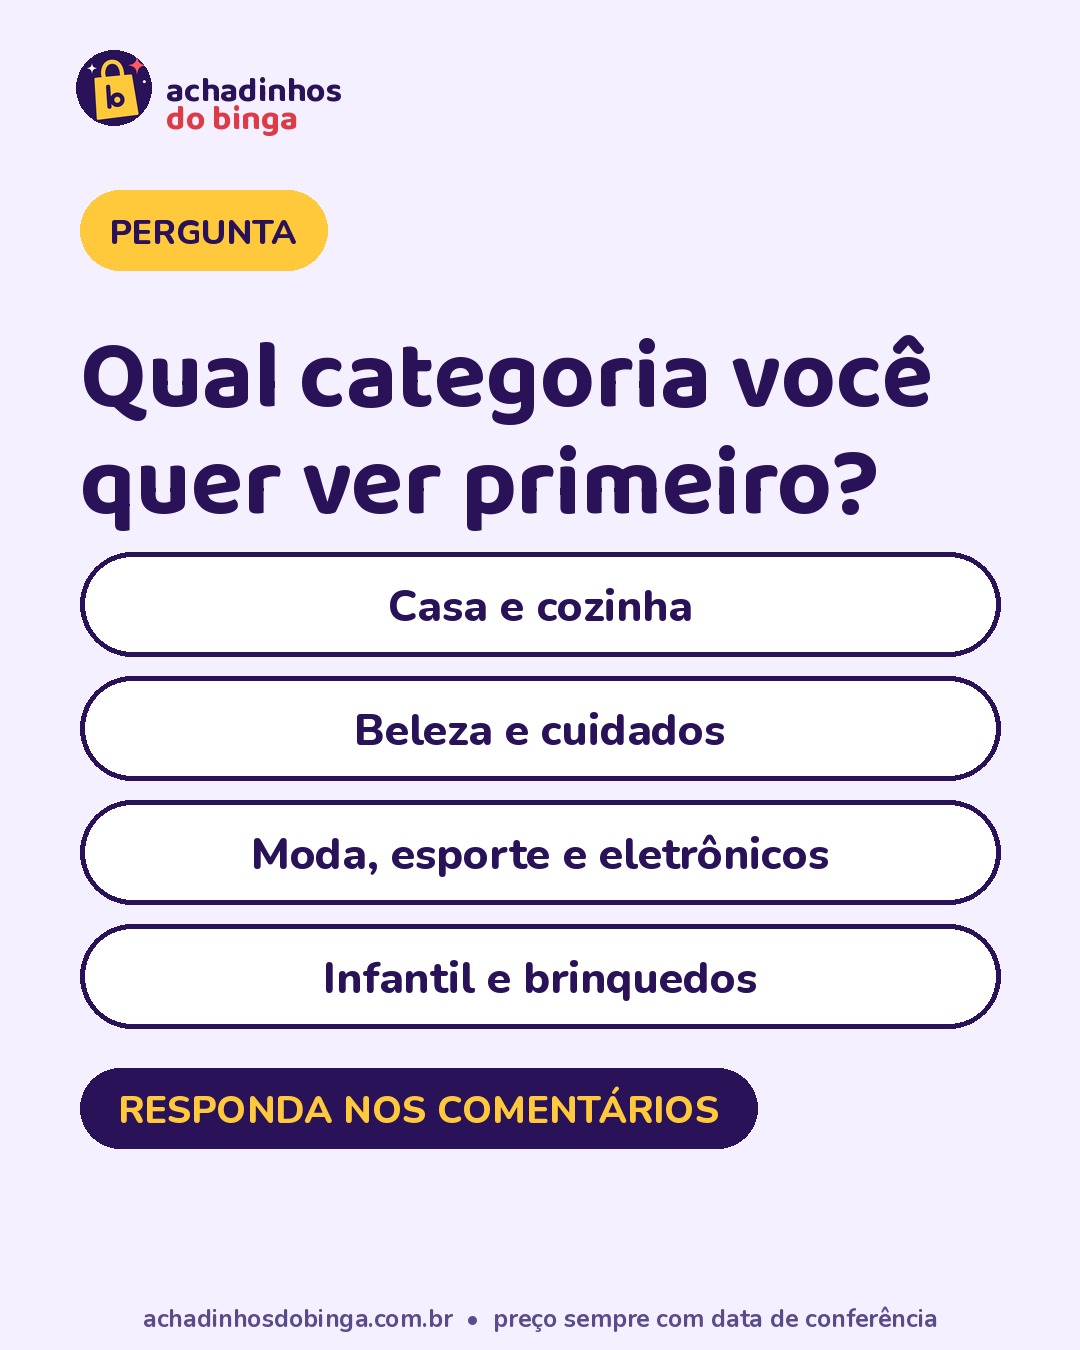 b
achadinhos
do binga
PERGUNTA
Qual categoria você
quer ver primeiro?
Casa e cozinha
Beleza e cuidados
Moda, esporte e eletrônicos
Infantil e brinquedos
RESPONDA NOS COMENTÁRIOS
achadinhosdobinga.com.br • preço sempre com data de conferência